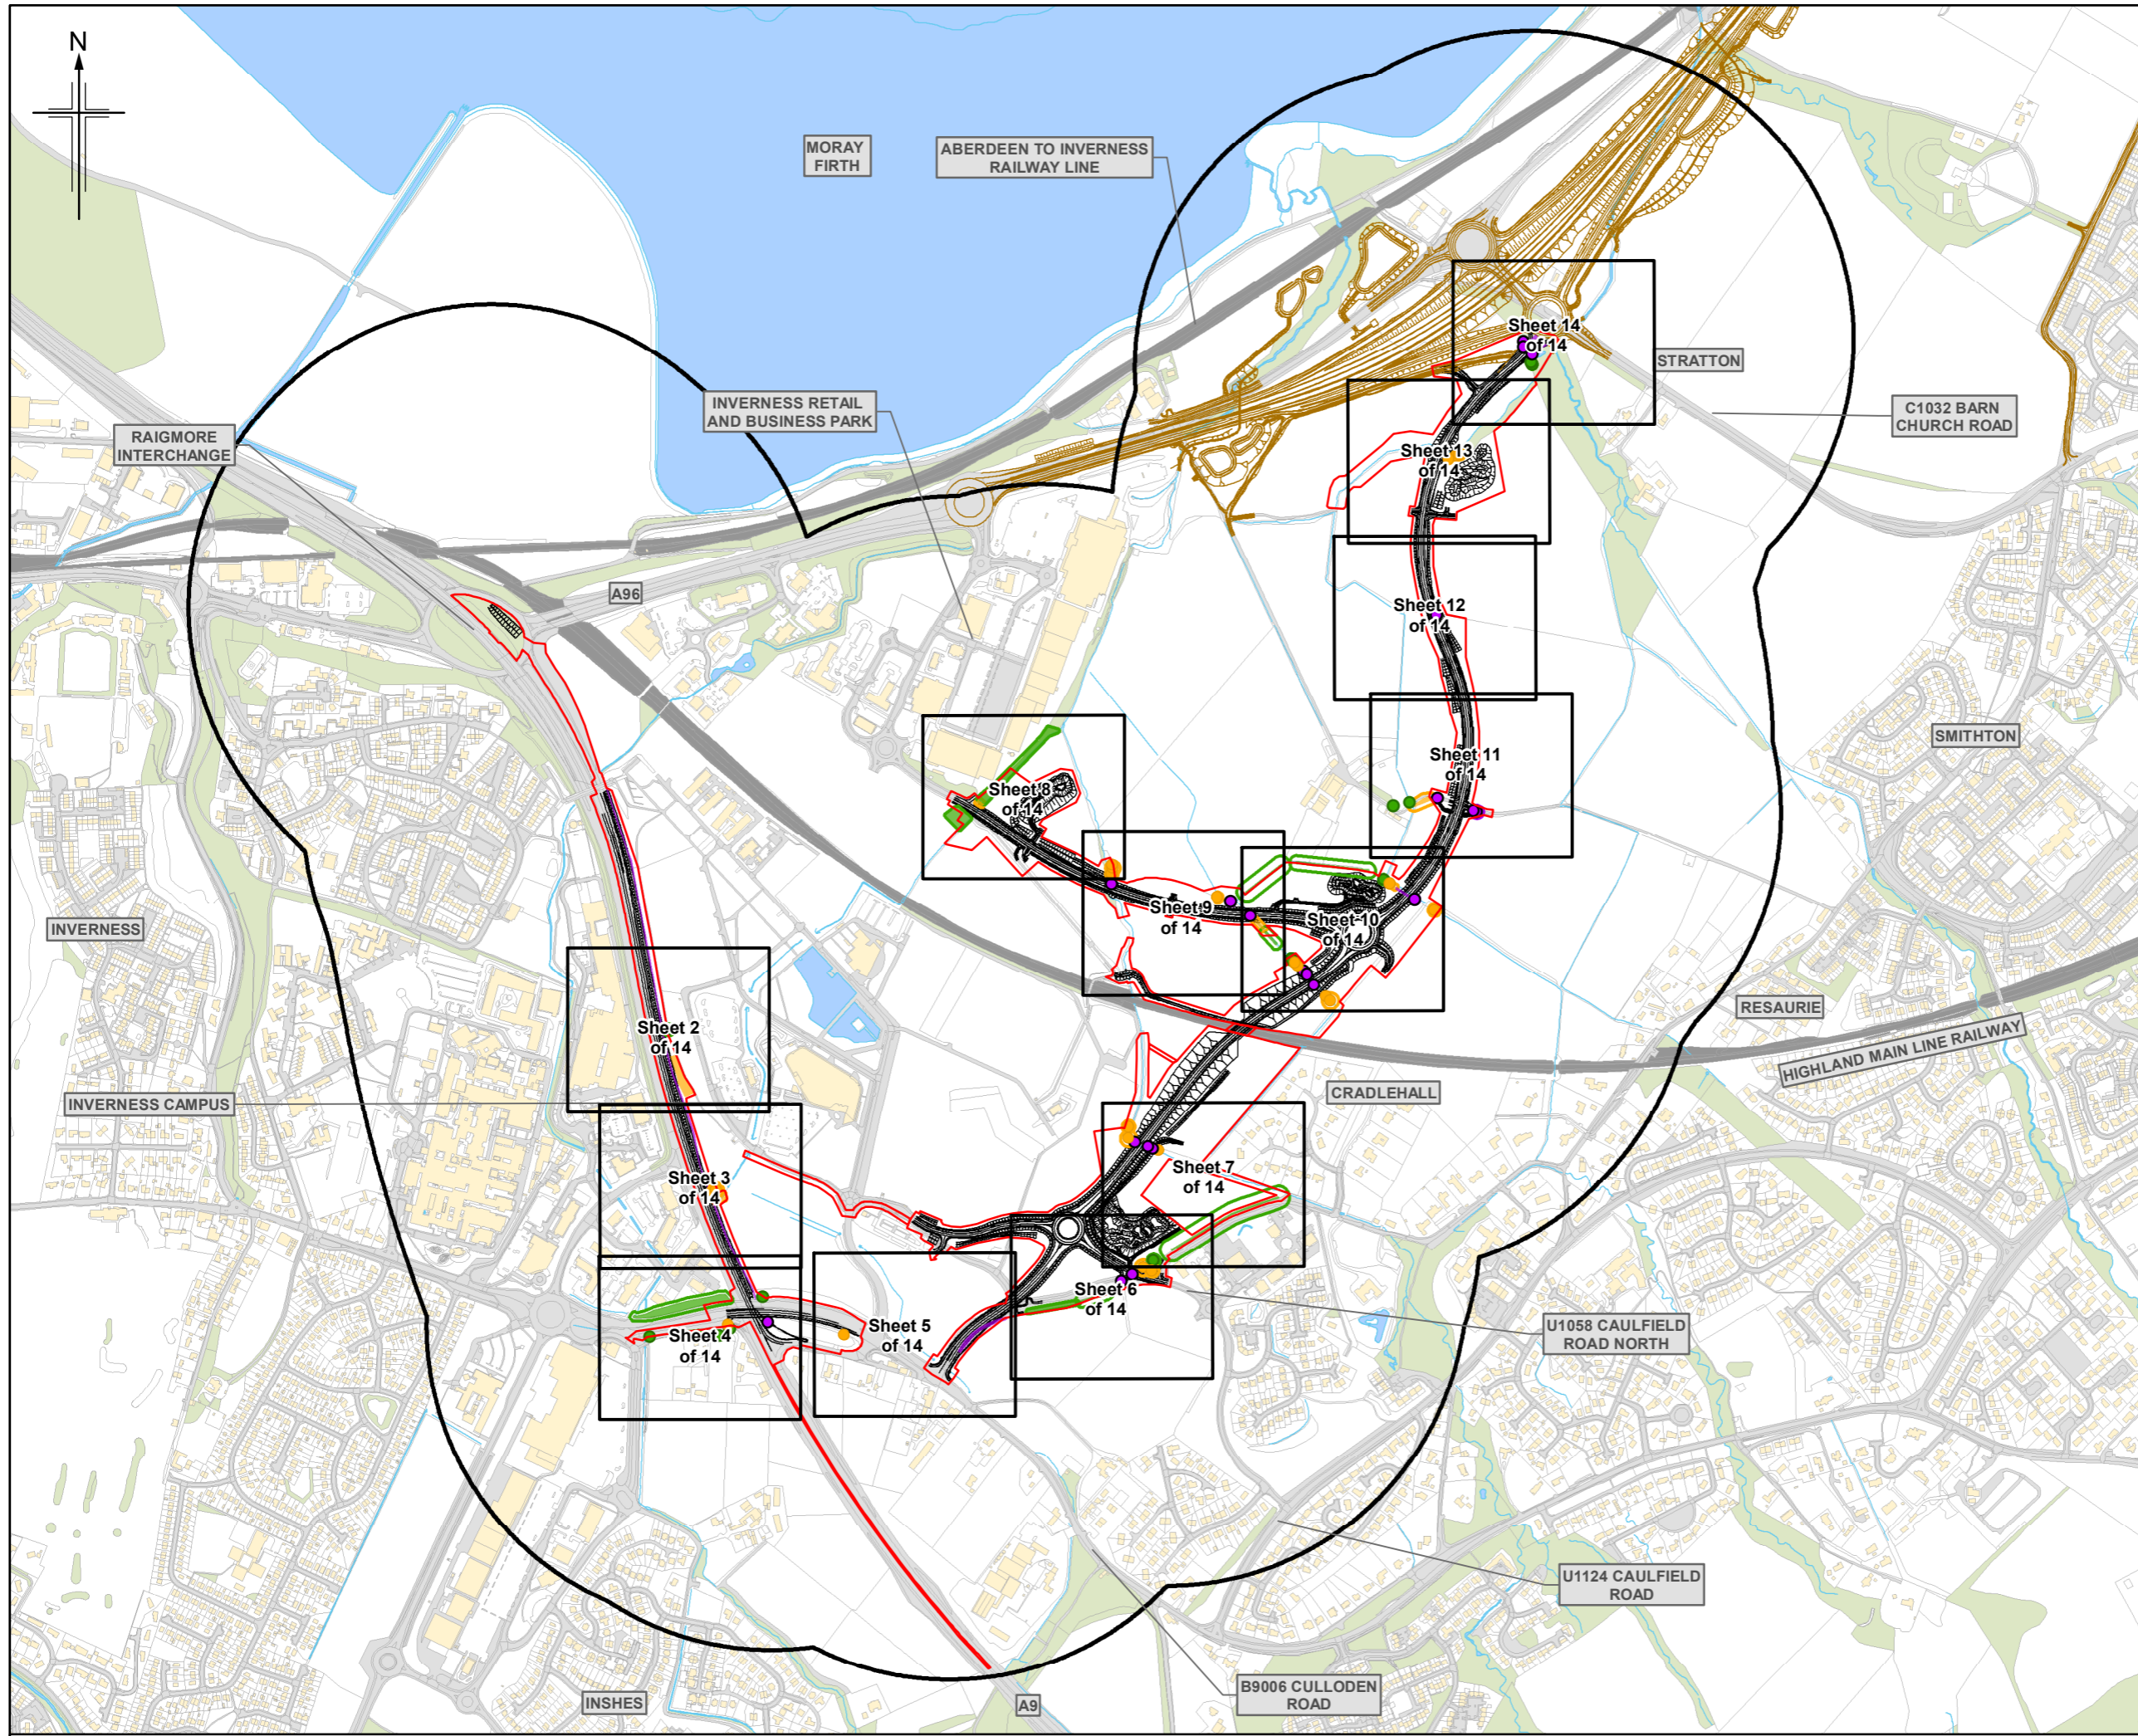 N
MORAY
FIRTH
ABERDEEN TO INVERNESS
RAILWAY LINE
Sheet 14
of 14
STRATTON
INVERNESS RETAIL
AND BUSINESS PARK
C1032 BARN
CHURCH ROAD
RAIGMORE
INTERCHANGE
Sheet 13
of 14
A96
Sheet 12
of 14
SMITHTON
Sheet 11
of 14
Sheet 8
of 14
INVERNESS
Sheet 9
of 14
Sheet 10
of 14
RESAURIE
Sheet 2
of 14
HIGHLAND MAIN LINE RAILWAY
CRADLEHALL
INVERNESS CAMPUS
Sheet 3
of 14
Sheet 7
of 14
Sheet 6
of 14
U1058 CAULFIELD
ROAD NORTH
Sheet 4
of 14
Sheet 5
of 14
U1124 CAULFIELD
ROAD
B9006 CULLODEN
ROAD
INSHES
A9